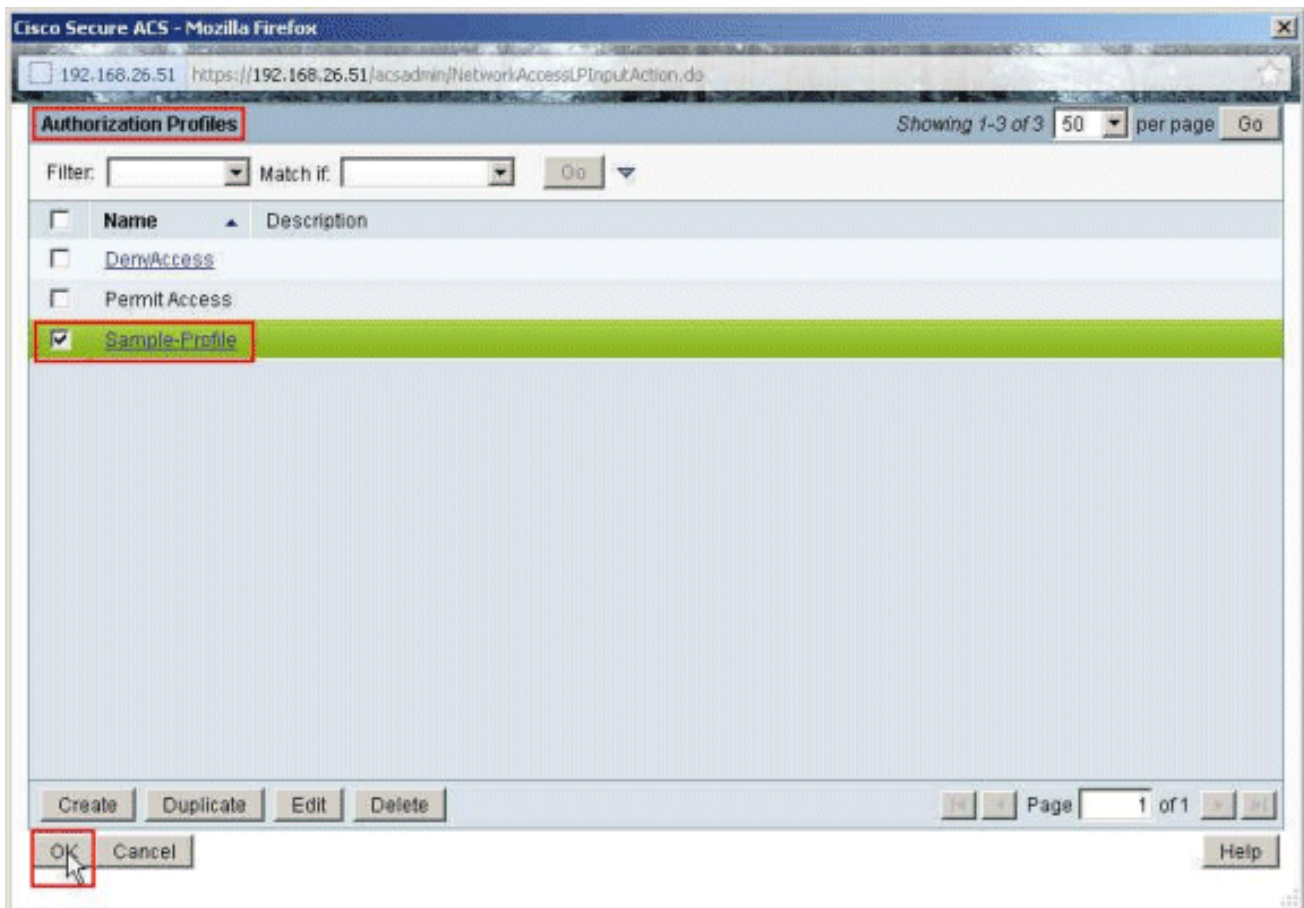 Cisco Secure ACS - Mozilla Firefox
192.168.26.51 https://192.168.26.51/acsadmin/NetworkAccessLPInputAction.do
Authorization Profiles Showing 1-3 of 3 50 per page Go
Filter: Match if: Go
Name Description
DenyAccess
Permit Access
Sample-Profile
Create Duplicate Edit Delete Page 1 of 1
OK Cancel Help